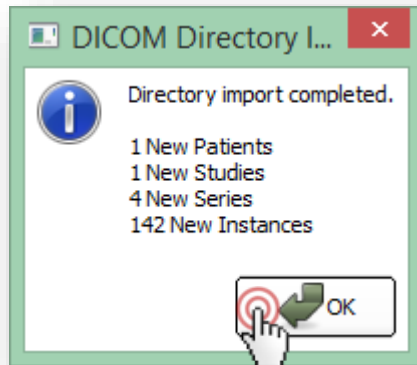 DICOM Directory I...
Directory import completed.
1 New Patients
1 New Studies
4 New Series
142 New Instances
OK